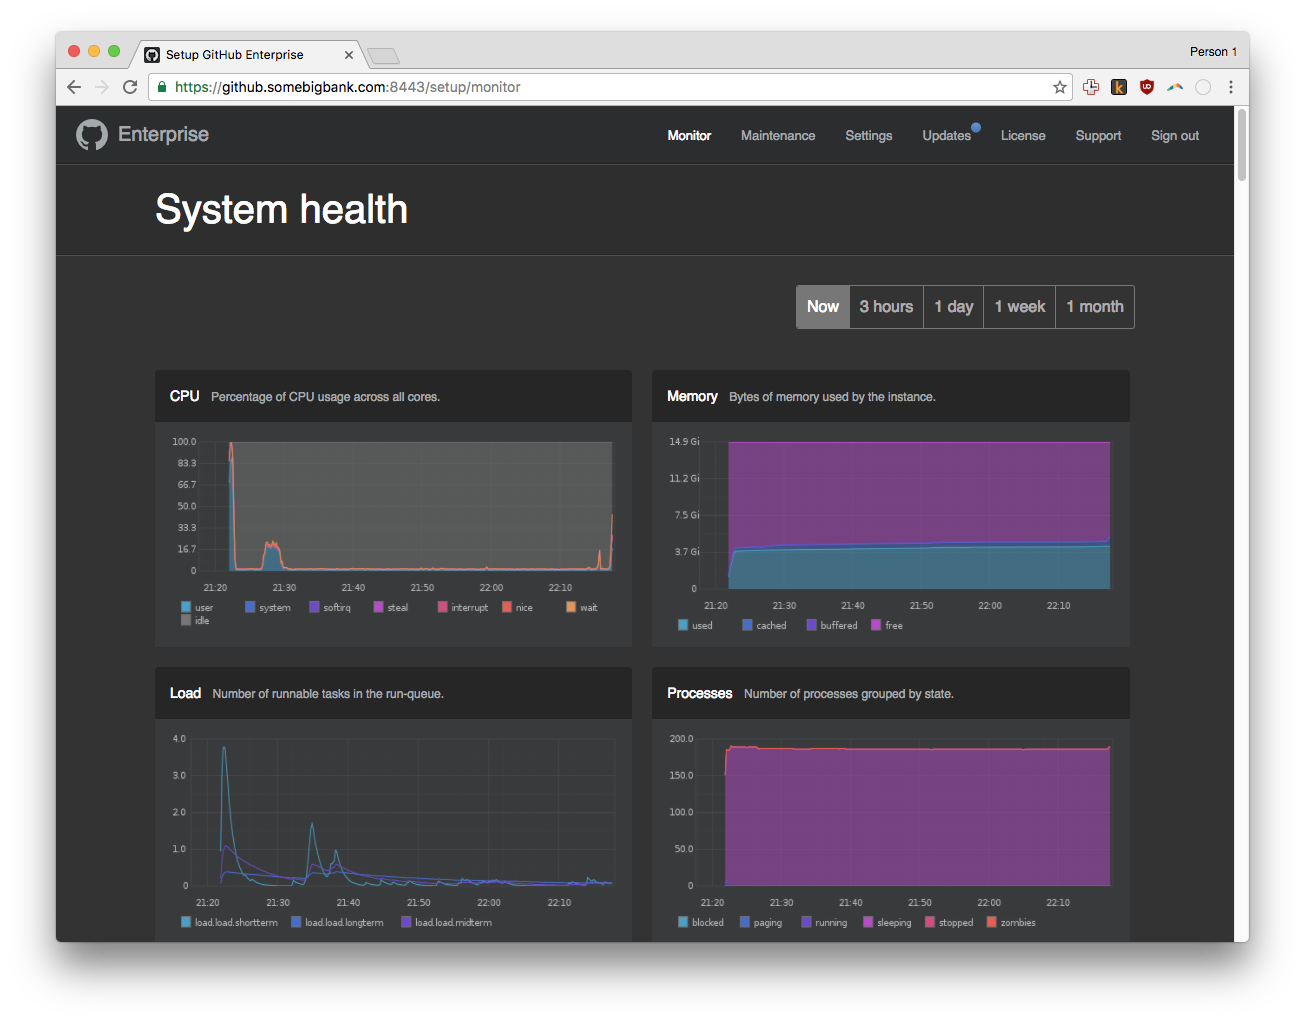 Setup GitHub Enterprise
Person 1
https://github.somebigbank.com:8443/setup/monitor
Enterprise
Monitor Maintenance Settings Updates License Support Sign out
System health
Now 3 hours 1 day 1 week 1 month
CPU Percentage of CPU usage across all cores.
100.0
83.3
66.7
50.0
33.3
16.7
0
21:20 21:30 21:40 21:50 22:00 22:10
user system softirq steal interrupt nice wait
idle
Memory Bytes of memory used by the instance.
14.9 Gi
11.2 Gi
7.5 Gi
3.7 Gi
0
21:20 21:30 21:40 21:50 22:00 22:10
used cached buffered free
Load Number of runnable tasks in the run-queue.
4.0
3.0
2.0
1.0
0
21:20 21:30 21:40 21:50 22:00 22:10
load.load.shortterm load.load.longterm load.load.midterm
Processes Number of processes grouped by state.
200.0
150.0
100.0
50.0
0
21:20 21:30 21:40 21:50 22:00 22:10
blocked paging running sleeping stopped zombies